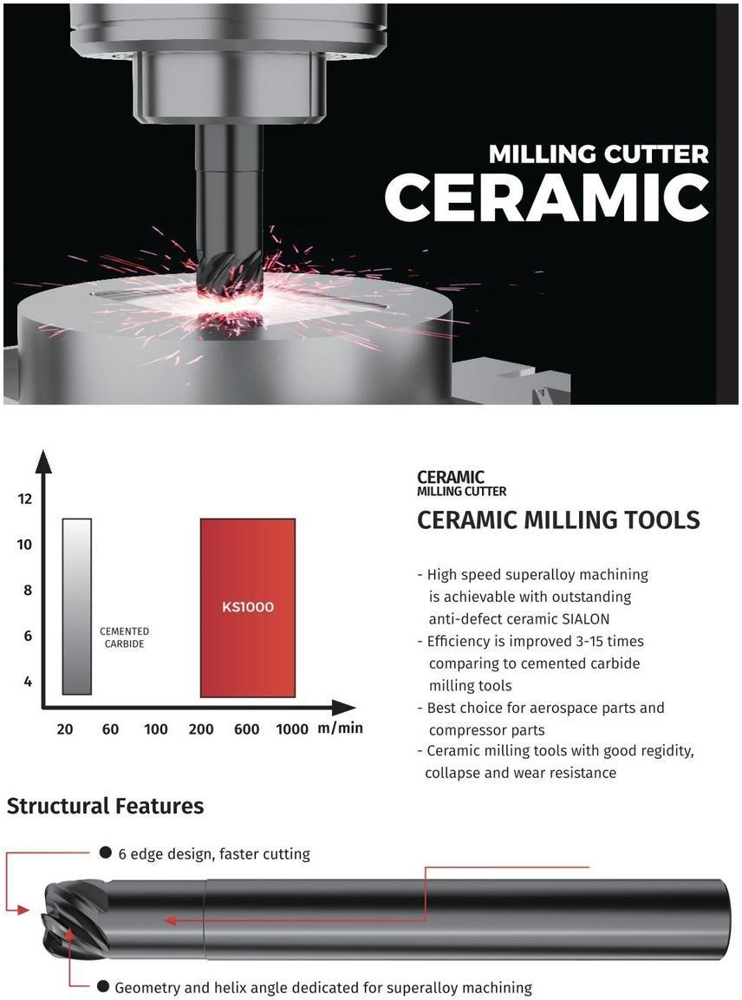 MILLING CUTTER
CERAMIC
12
10
8
6
4
CEMENTED
CARBIDE
KS1000
20 60 100 200 600 1000 m/min
CERAMIC
MILLING CUTTER
CERAMIC MILLING TOOLS
- High speed superalloy machining
is achievable with outstanding
anti-defect ceramic SIALON
- Efficiency is improved 3-15 times
comparing to cemented carbide
milling tools
- Best choice for aerospace parts and
compressor parts
- Ceramic milling tools with good regidity,
collapse and wear resistance
Structural Features
● 6 edge design, faster cutting
● Geometry and helix angle dedicated for superalloy machining